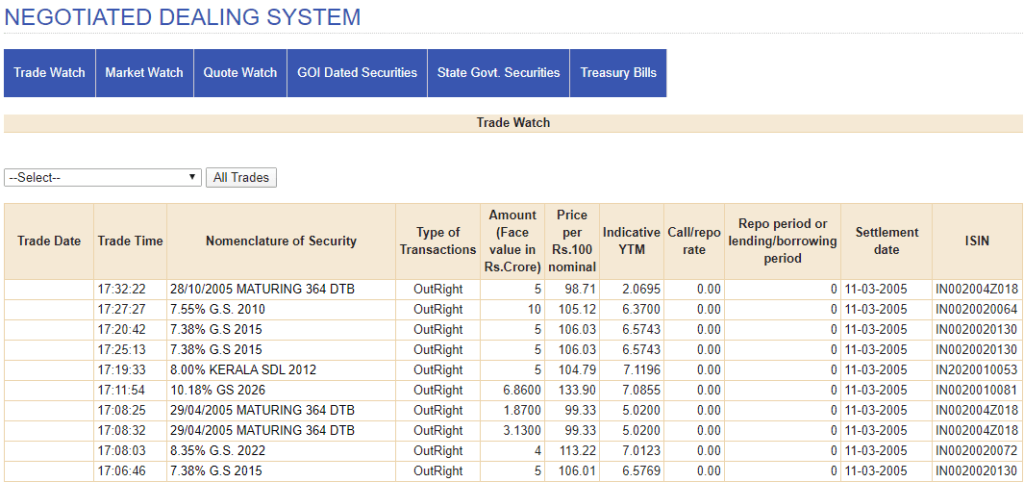 NEGOTIATED DEALING SYSTEM
Trade Watch Market Watch Quote Watch GOI Dated Securities State Govt. Securities Treasury Bills
Trade Watch
--Select-- All Trades
Trade Date Trade Time Nomenclature of Security Type of Transactions Amount (Face value in Rs.Crore) Price per Rs.100 nominal Indicative YTM Call/repo rate Repo period or lending/borrowing period Settlement date ISIN
17:32:22 28/10/2005 MATURING 364 DTB OutRight 5 98.71 2.0695 0.00 0 11-03-2005 IN002004Z018
17:27:27 7.55% G.S. 2010 OutRight 10 105.12 6.3700 0.00 0 11-03-2005 IN0020020064
17:20:42 7.38% G.S 2015 OutRight 5 106.03 6.5743 0.00 0 11-03-2005 IN0020020130
17:25:13 7.38% G.S 2015 OutRight 5 106.03 6.5743 0.00 0 11-03-2005 IN0020020130
17:19:33 8.00% KERALA SDL 2012 OutRight 5 104.79 7.1196 0.00 0 11-03-2005 IN2020010053
17:11:54 10.18% GS 2026 OutRight 6.8600 133.90 7.0855 0.00 0 11-03-2005 IN0020010081
17:08:25 29/04/2005 MATURING 364 DTB OutRight 1.8700 99.33 5.0200 0.00 0 11-03-2005 IN002004Z018
17:08:32 29/04/2005 MATURING 364 DTB OutRight 3.1300 99.33 5.0200 0.00 0 11-03-2005 IN002004Z018
17:08:03 8.35% G.S. 2022 OutRight 4 113.22 7.0123 0.00 0 11-03-2005 IN0020020072
17:06:46 7.38% G.S 2015 OutRight 5 106.01 6.5769 0.00 0 11-03-2005 IN0020020130